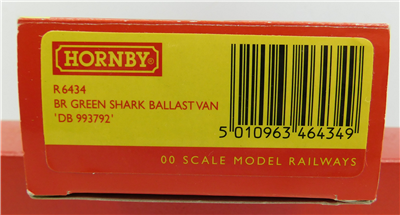 HORNBY®
R6434
BR GREEN SHARK BALLAST VAN
'DB 993792'
5 010963 464349
00 SCALE MODEL RAILWAYS